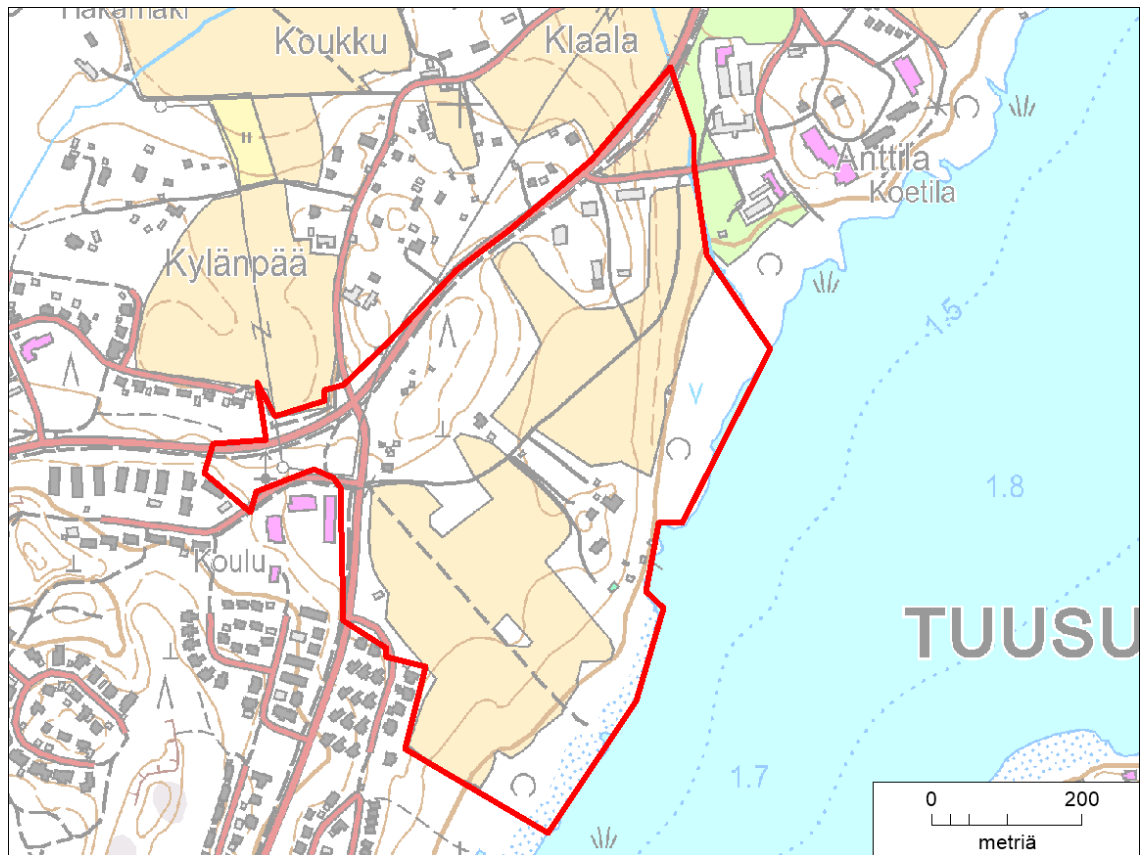 Koukku
Klaala
Anttila
Koetila
Kylänpää
1.5
1.8
Koulu
TUUSU
1.7
0 200
metriä